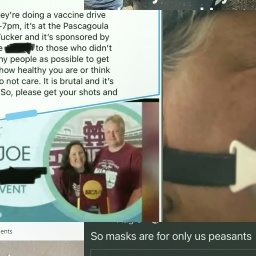 ey're doing a vaccine drive
-7pm, it's at the Pascagoula
ucker and it's sponsored by
e to those who didn't
ny people as possible to get
how healthy you are or think
o not care. It is brutal and it's
So, please get your shots and
JOE
VENT
ents
So masks are for only us peasants